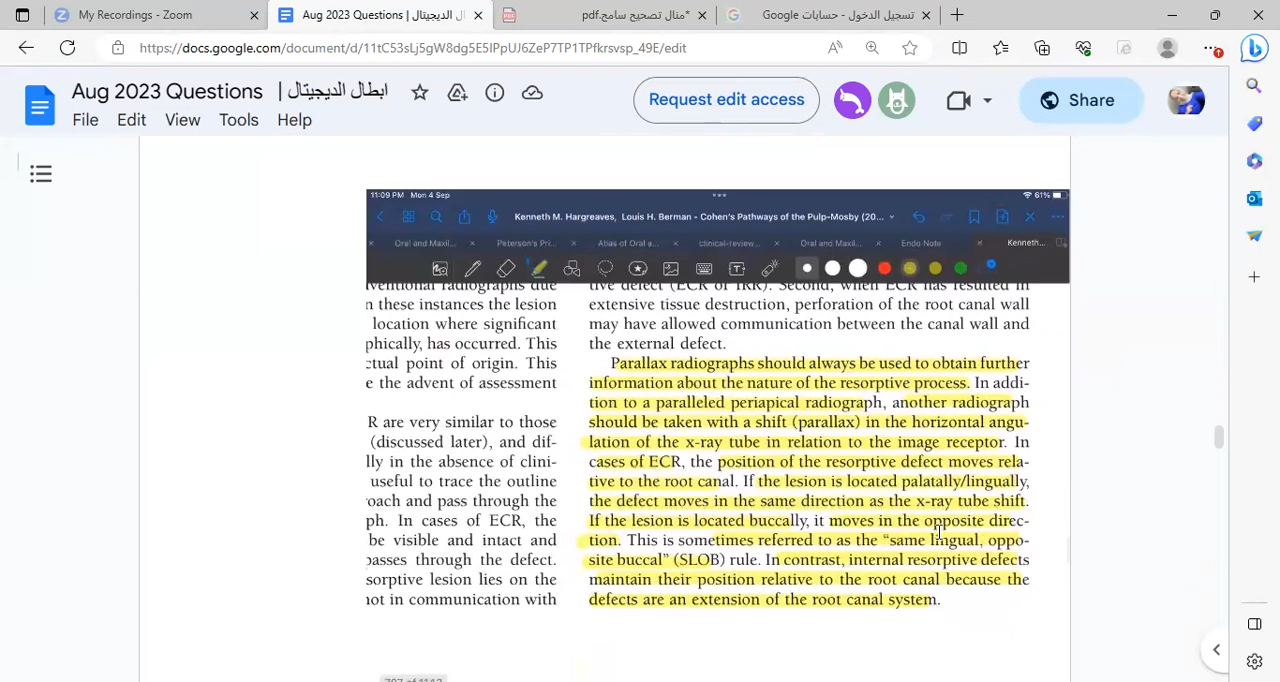 My Recordings - Zoom
Aug 2023 Questions | ابطال الديجيتال
*منال تصحيح سامح.pdf
تسجيل الدخول - حسابات Google
https://docs.google.com/document/d/11tC53sLj5gW8dg5E5IPpUJ6ZeP7TP1TPfkrsvsp_49E/edit
Aug 2023 Questions | ابطال الديجيتال
Request edit access
Share
File Edit View Tools Help
11:09 PM Mon 4 Sep
61%
Kenneth M. Hargreaves, Louis H. Berman - Cohen's Pathways of the Pulp-Mosby (20...
Oral and Maxil...
Peterson's Pri...
Atlas of Oral a...
clinical-review...
Oral and Maxil...
Endo Note
Kenneth...
ventional radiographs due
n these instances the lesion
location where significant
phically, has occurred. This
ctual point of origin. This
e the advent of assessment
R are very similar to those
(discussed later), and dif-
lly in the absence of clini-
useful to trace the outline
roach and pass through the
ph. In cases of ECR, the
be visible and intact and
passes through the defect.
sorptive lesion lies on the
not in communication with
tive defect (ECR or IRR). Second, when ECR has resulted in
extensive tissue destruction, perforation of the root canal wall
may have allowed communication between the canal wall and
the external defect.
Parallax radiographs should always be used to obtain further
information about the nature of the resorptive process. In addi-
tion to a paralleled periapical radiograph, another radiograph
should be taken with a shift (parallax) in the horizontal angu-
lation of the x-ray tube in relation to the image receptor. In
cases of ECR, the position of the resorptive defect moves rela-
tive to the root canal. If the lesion is located palatally/lingually,
the defect moves in the same direction as the x-ray tube shift.
If the lesion is located buccally, it moves in the opposite direc-
tion. This is sometimes referred to as the “same lingual, oppo-
site buccal” (SLOB) rule. In contrast, internal resorptive defects
maintain their position relative to the root canal because the
defects are an extension of the root canal system.